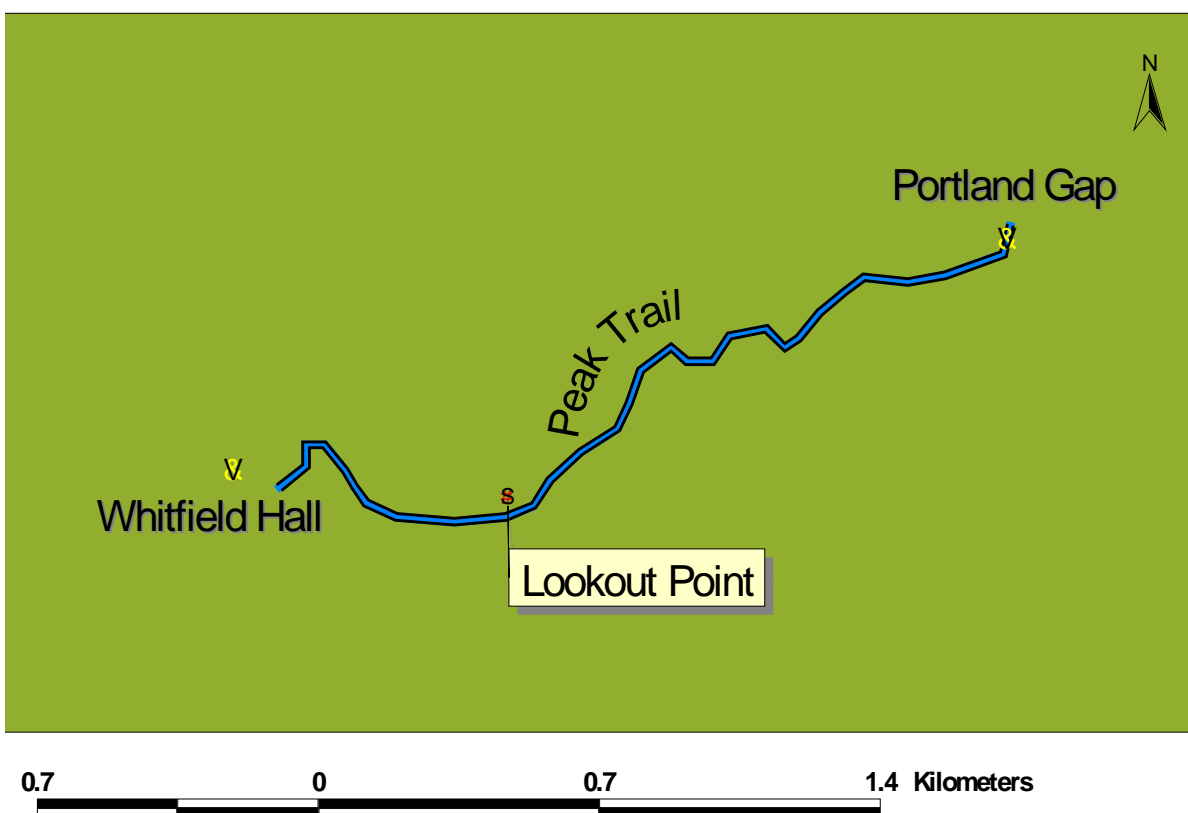 N
Portland Gap
V
&
Peak Trail
V
&
Whitfield Hall
s
Lookout Point
0.7 0 0.7 1.4 Kilometers